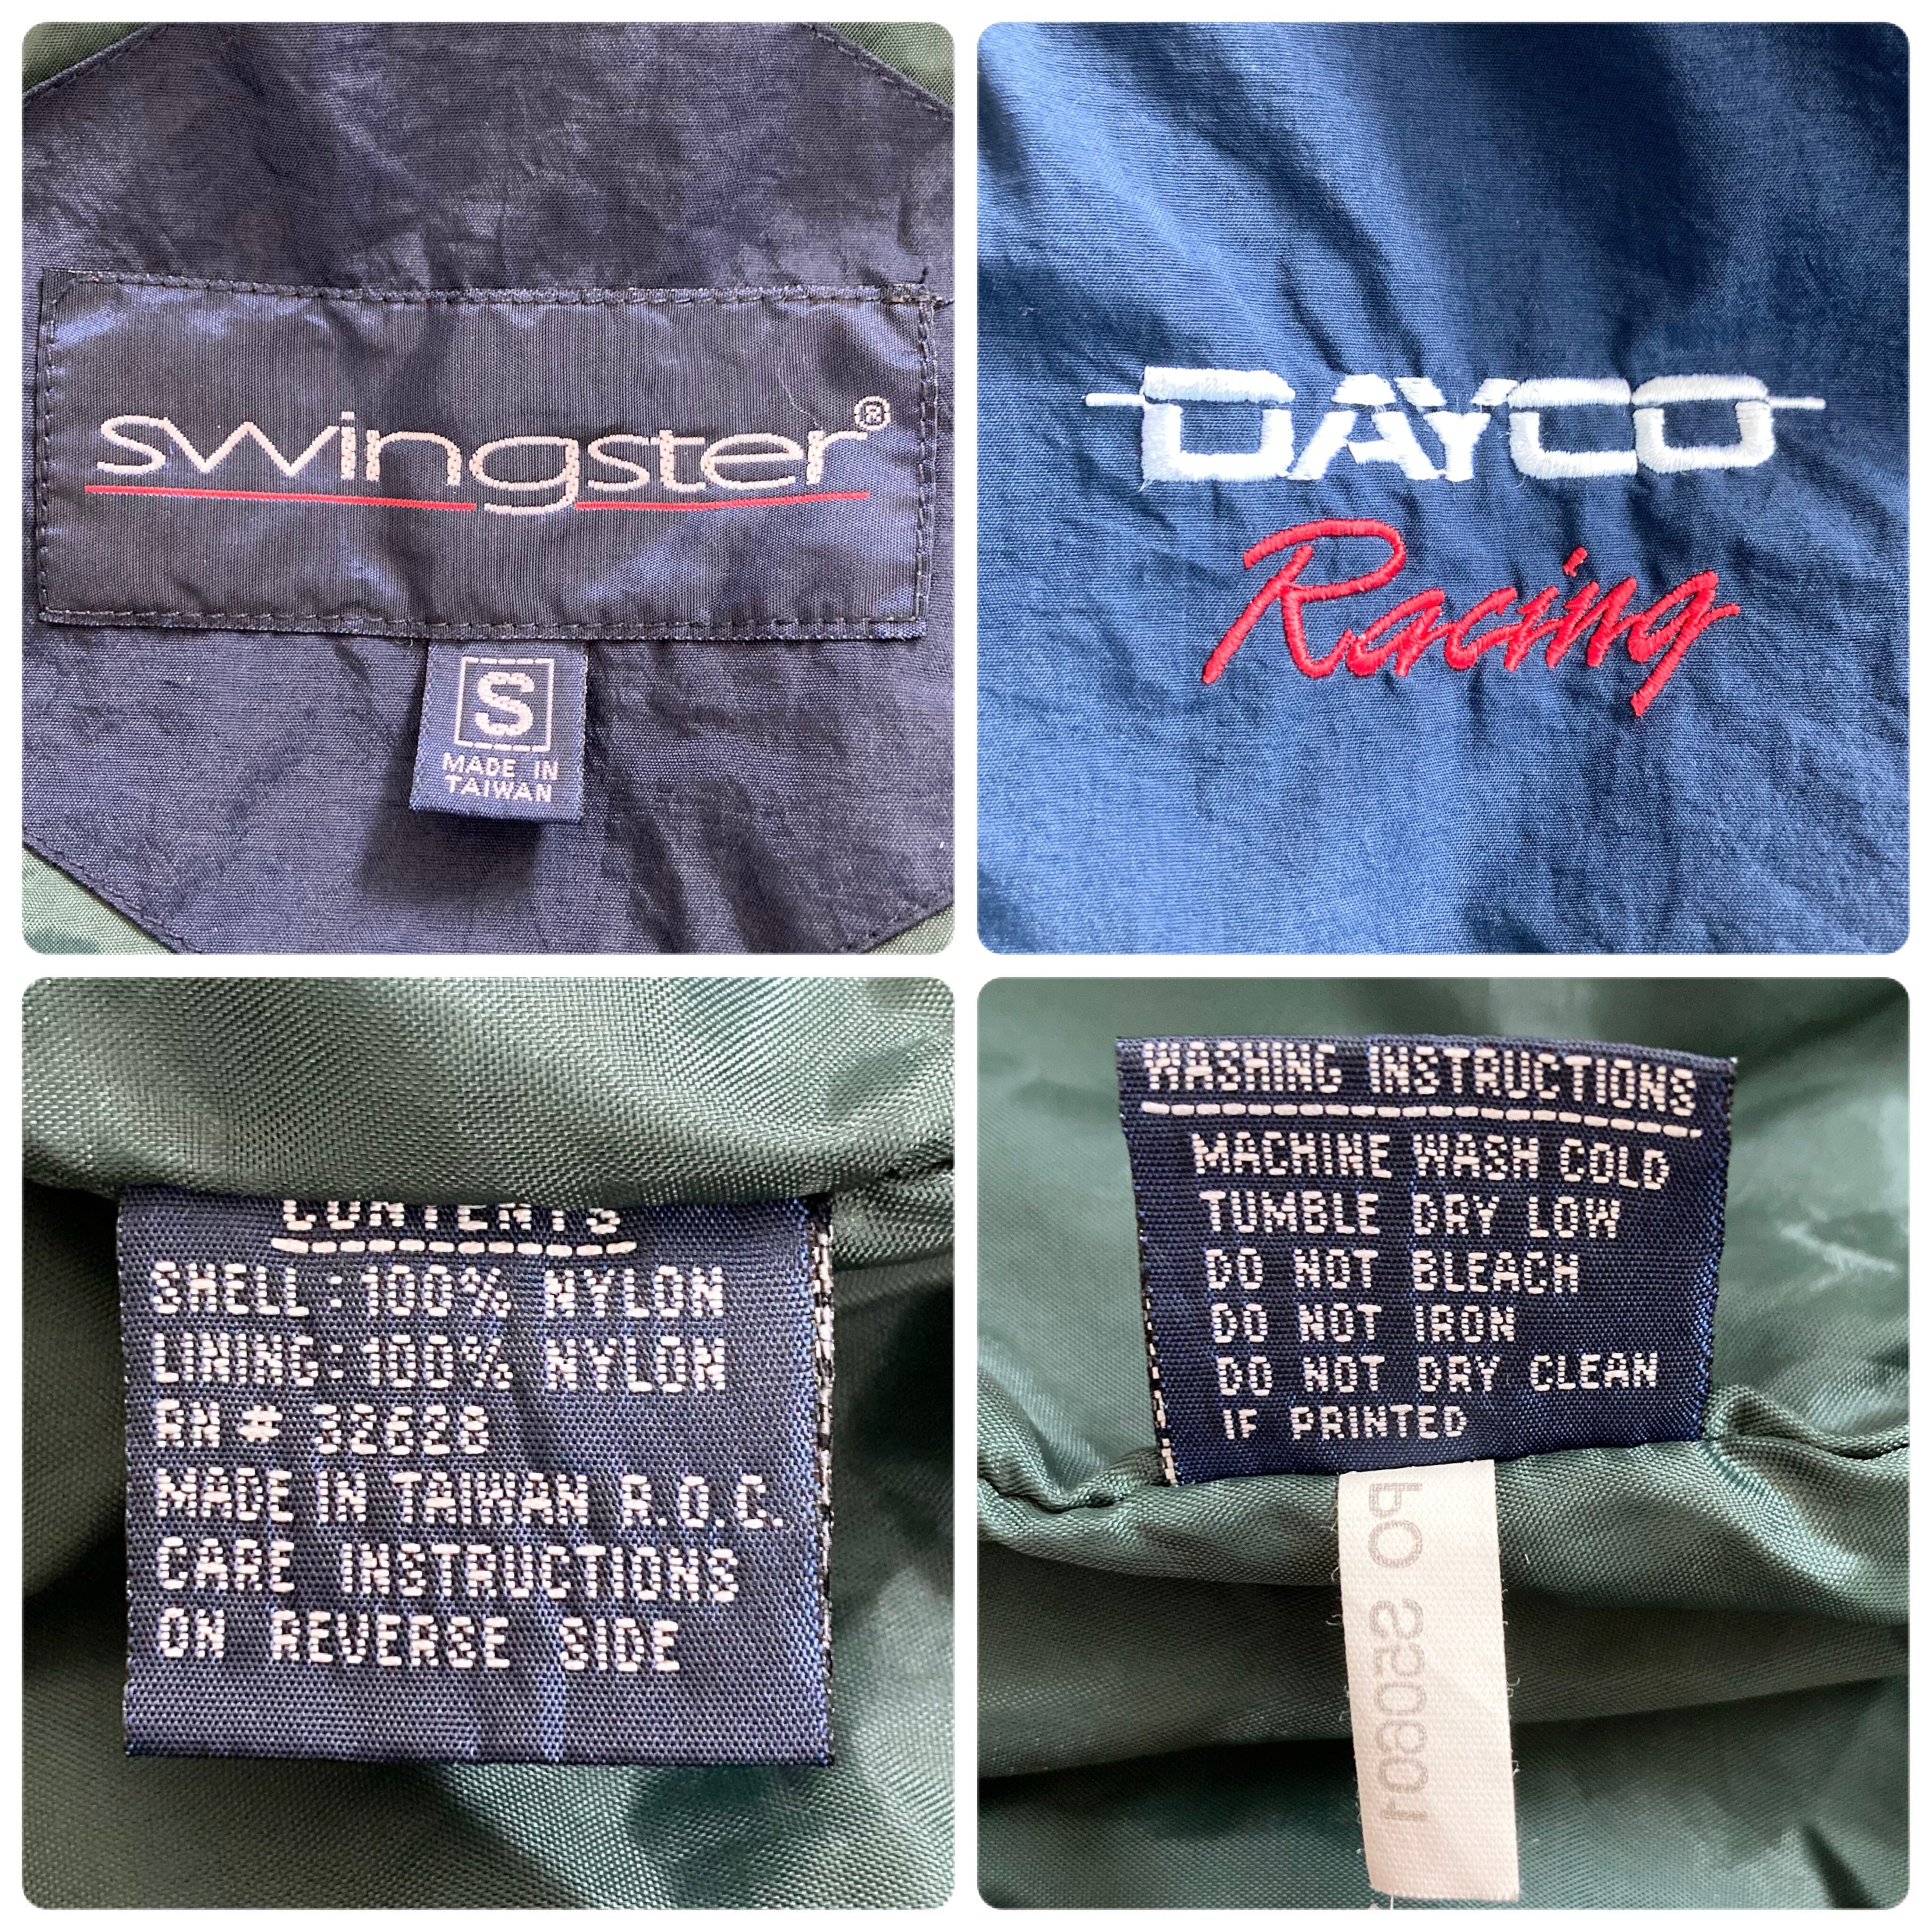 swingster®
S
MADE IN
TAIWAN
DAYCO
Racing
CONTENTS
SHELL : 100% NYLON
LINING : 100% NYLON
RN # 32628
MADE IN TAIWAN R.O.C.
CARE INSTRUCTIONS
ON REVERSE SIDE
WASHING INSTRUCTIONS
MACHINE WASH COLD
TUMBLE DRY LOW
DO NOT BLEACH
DO NOT IRON
DO NOT DRY CLEAN
IF PRINTED
PO S50601